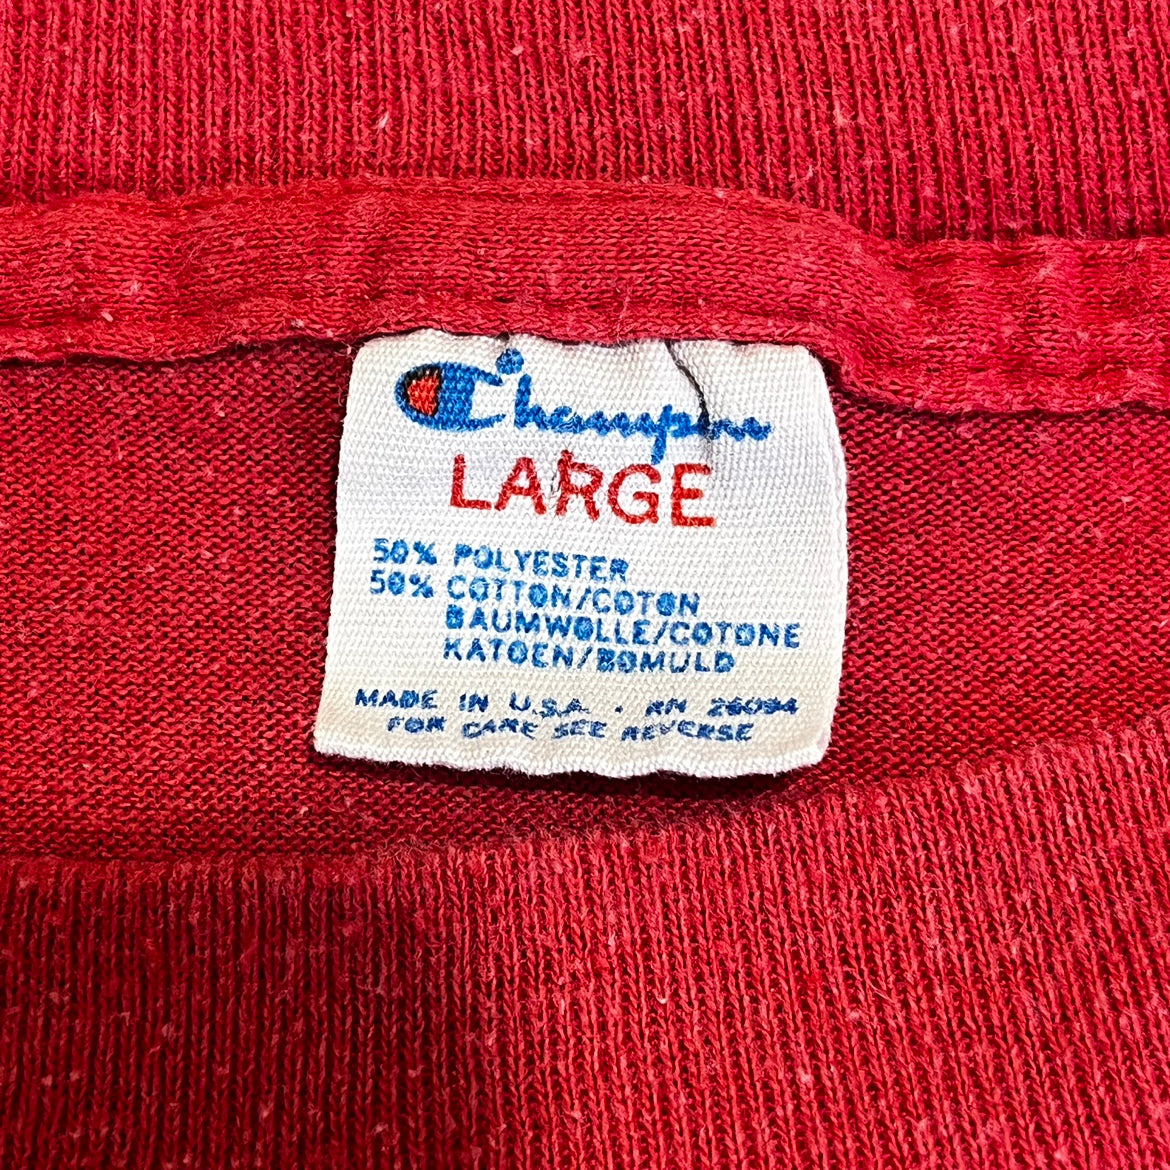 Champion
LARGE
50% POLYESTER
50% COTTON/COTON
BAUMWOLLE/COTONE
KATOEN/BOMULD
MADE IN U.S.A. · RN 26094
FOR CARE SEE REVERSE